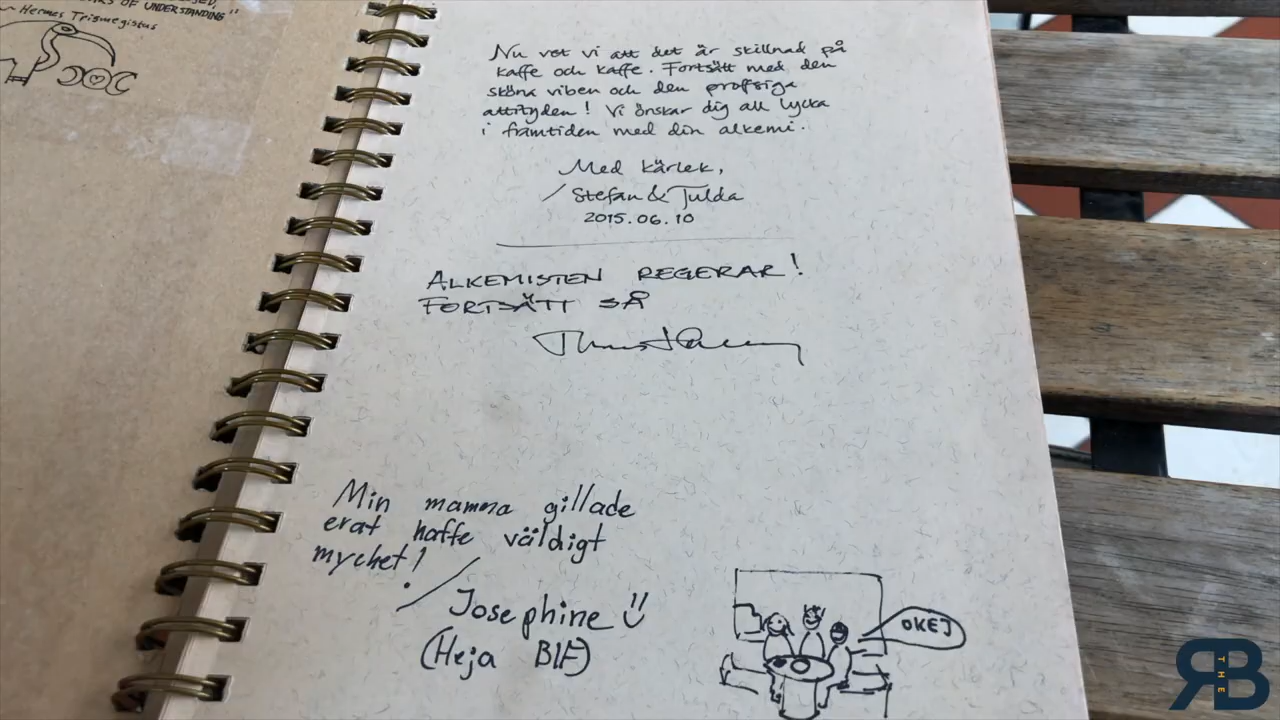 OF UNDERSTANDING"
~ Hermes Trismegistus
Nu vet vi att det är skillnad på
kaffe och kaffe. Fortsätt med den
sköna viben och den proffsiga
attityden! Vi önskar dig all lycka
i framtiden med din alkemi.
Med kärlek,
/ Stefan & Tulda
2015.06.10
ALKEMISTEN REGERAR!
FORTSÄTT SÅ
Min mamma gillade
erat kaffe väldigt
mycket!
/ Josephine
(Heja BIF)
OKEJ
THE
RB